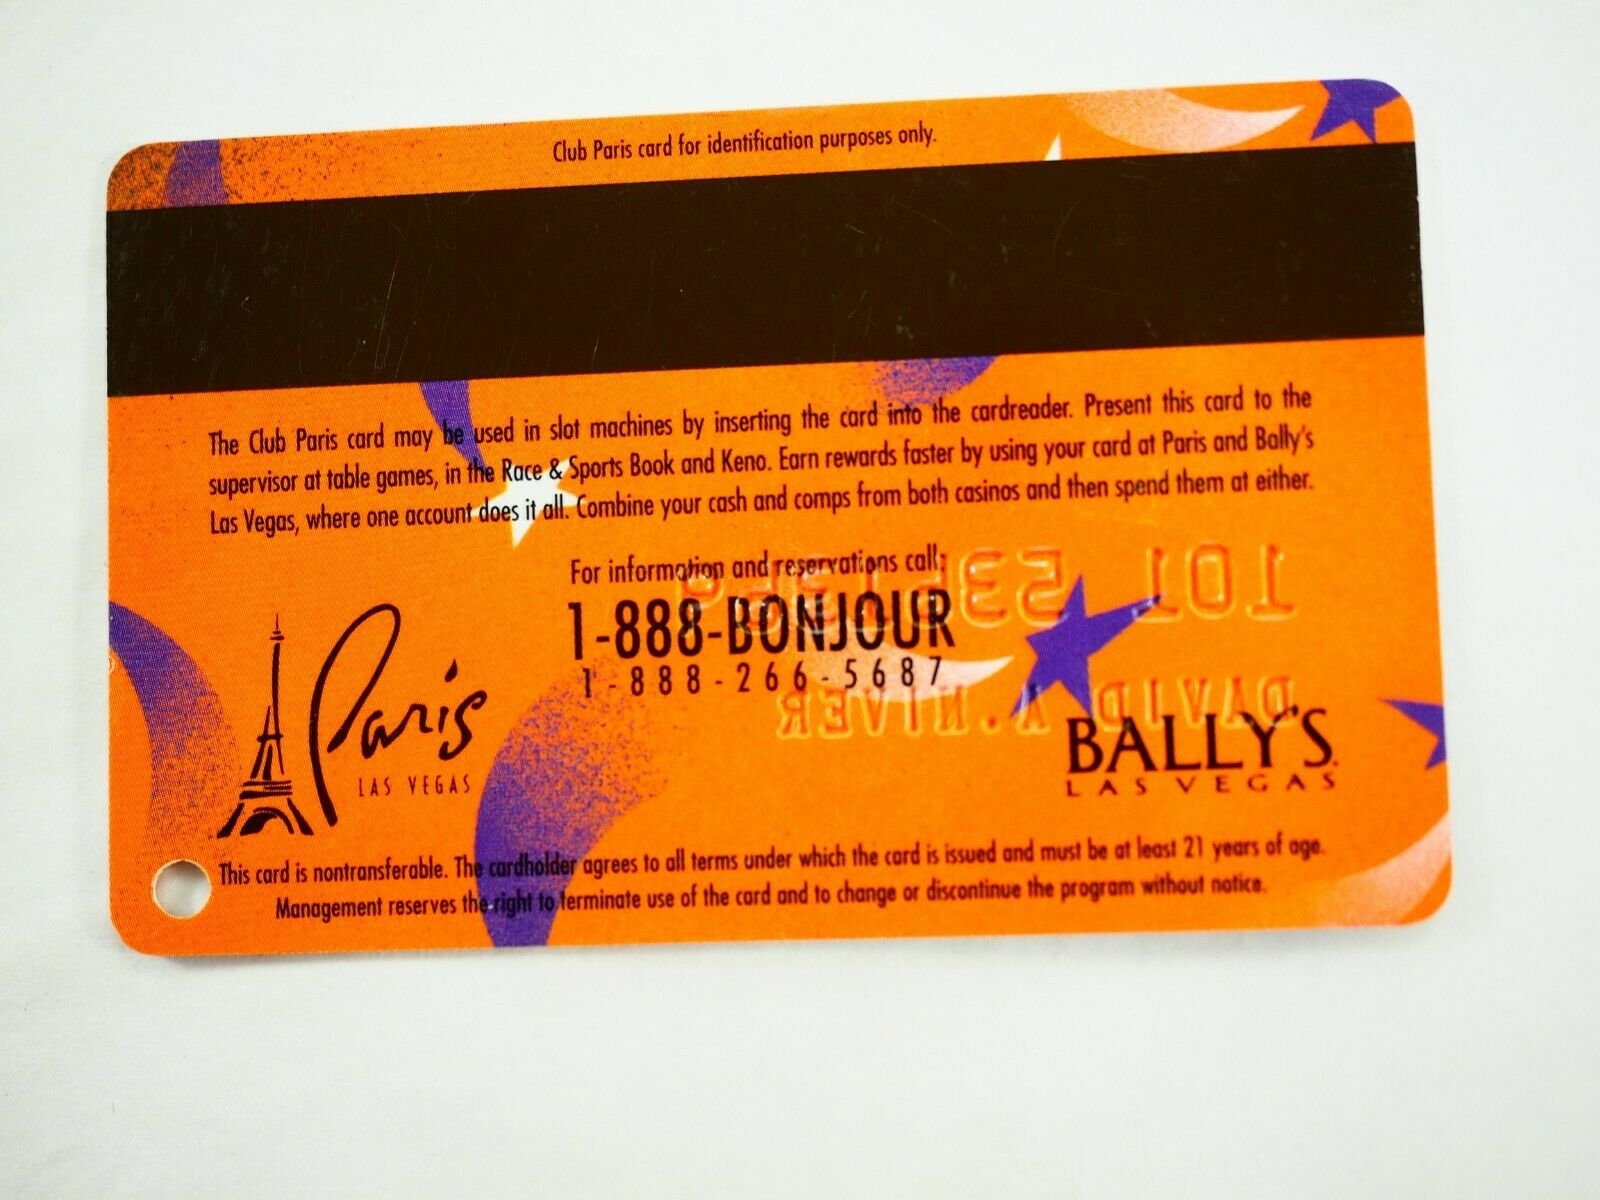 Club Paris card for identification purposes only.
The Club Paris card may be used in slot machines by inserting the card into the cardreader. Present this card to the
supervisor at table games, in the Race & Sports Book and Keno. Earn rewards faster by using your card at Paris and Bally's
Las Vegas, where one account does it all. Combine your cash and comps from both casinos and then spend them at either.
For information and reservations call:
1-888-BONJOUR
1-888-266-5687
Paris
LAS VEGAS
101
DAVID
NIVER
BALLY'S
LAS VEGAS
This card is nontransferable. The cardholder agrees to all terms under which the card is issued and must be at least 21 years of age.
Management reserves the right to terminate use of the card and to change or discontinue the program without notice.